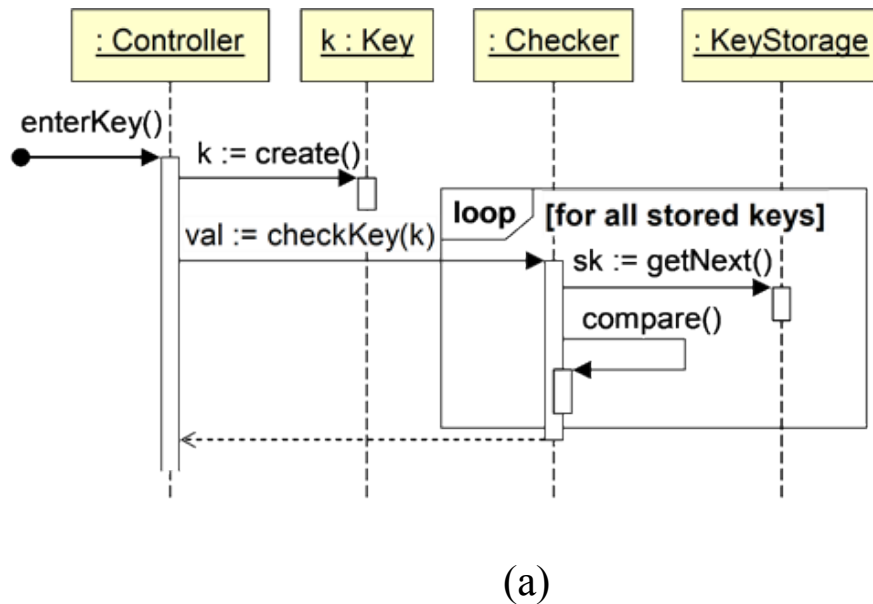 : Controller
k : Key
: Checker
: KeyStorage
enterKey()
k := create()
loop
[for all stored keys]
val := checkKey(k)
sk := getNext()
compare()
(a)